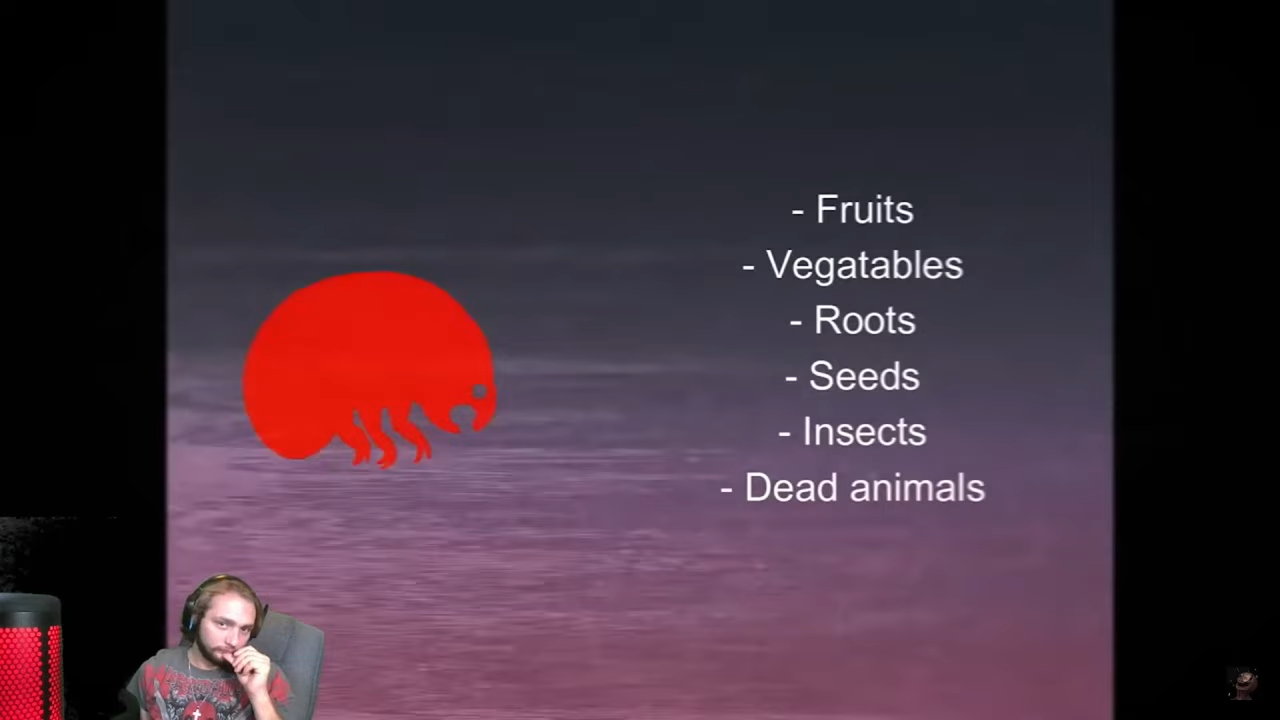 - Fruits
- Vegatables
- Roots
- Seeds
- Insects
- Dead animals